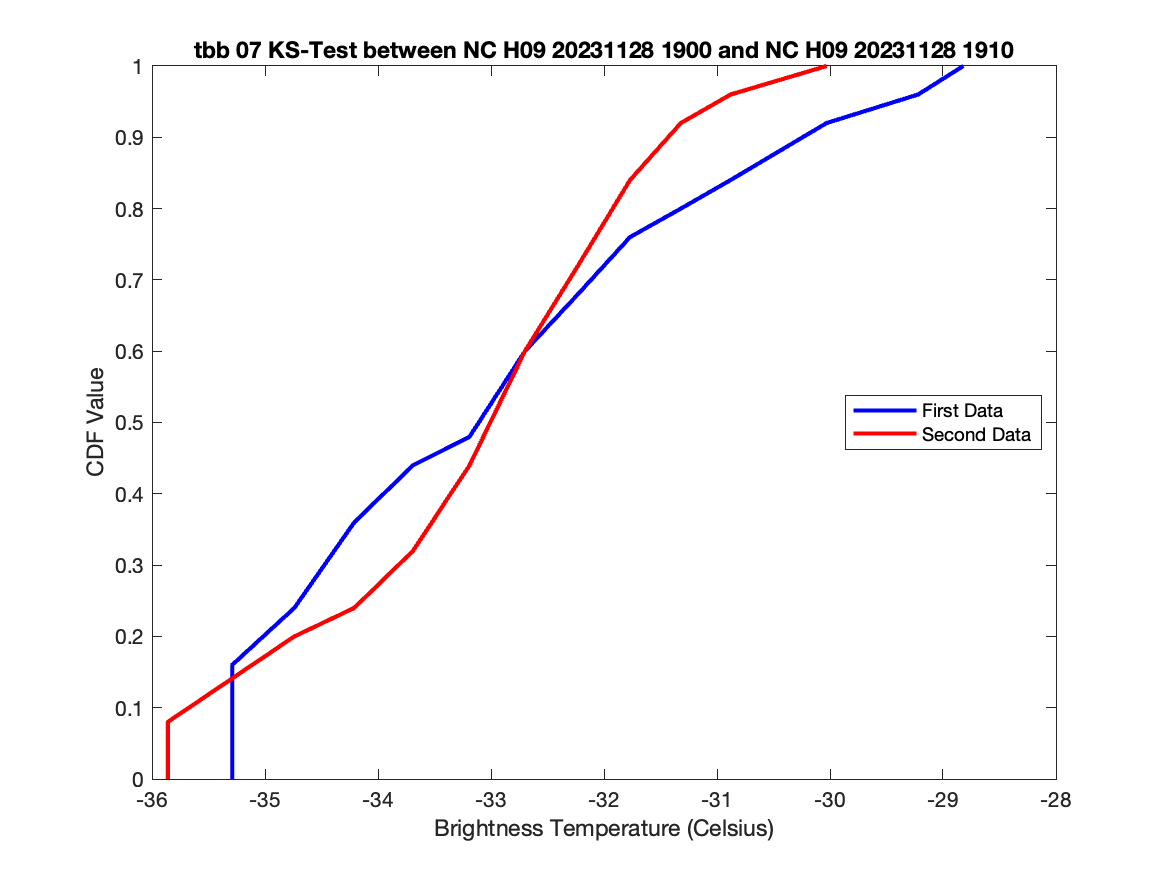 tbb 07 KS-Test between NC H09 20231128 1900 and NC H09 20231128 1910
1
0.9
0.8
0.7
0.6
0.5
0.4
0.3
0.2
0.1
0
CDF Value
First Data
Second Data
-36 -35 -34 -33 -32 -31 -30 -29 -28
Brightness Temperature (Celsius)